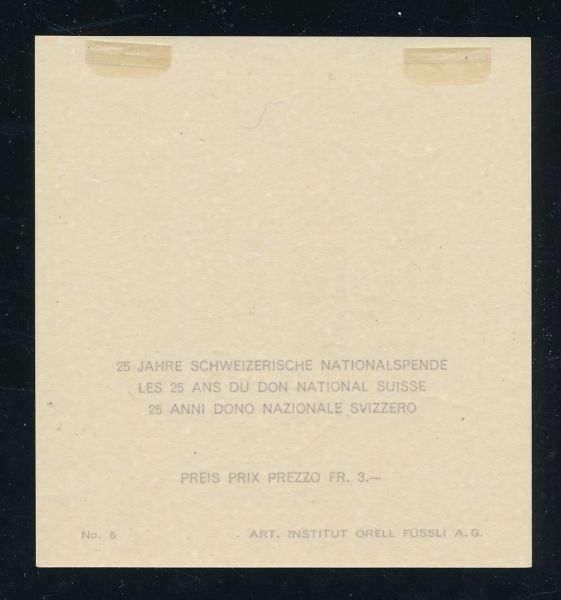 25 JAHRE SCHWEIZERISCHE NATIONALSPENDE
LES 25 ANS DU DON NATIONAL SUISSE
25 ANNI DONO NAZIONALE SVIZZERO
PREIS PRIX PREZZO FR. 3.—
No. 5 ART. INSTITUT ORELL FÜSSLI A.G.